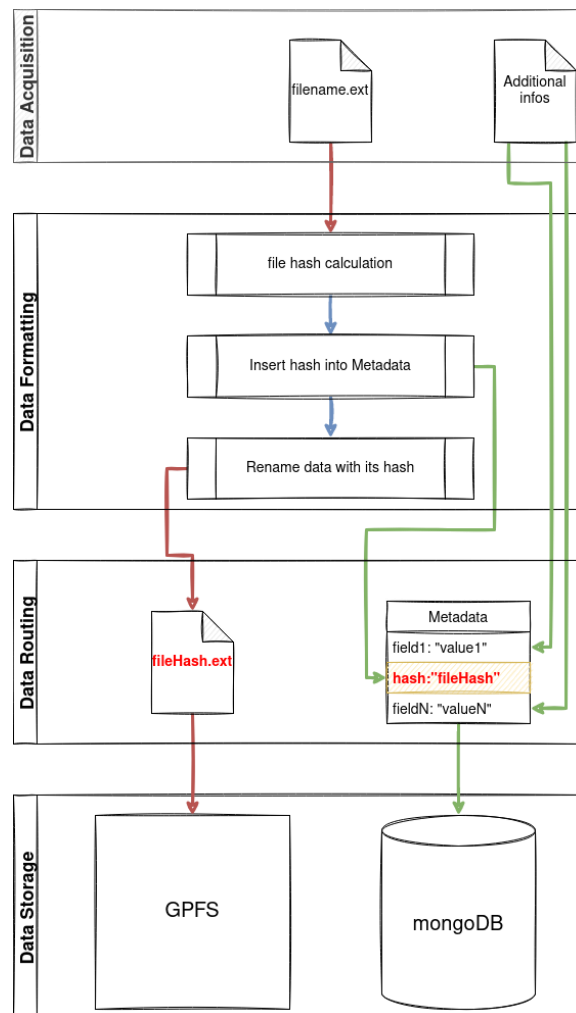 Data Acquisition
filename.ext
Additional
infos
Data Formatting
file hash calculation
Insert hash into Metadata
Rename data with its hash
Data Routing
fileHash.ext
Metadata
field1: "value1"
hash:"fileHash"
fieldN: "valueN"
Data Storage
GPFS
mongoDB